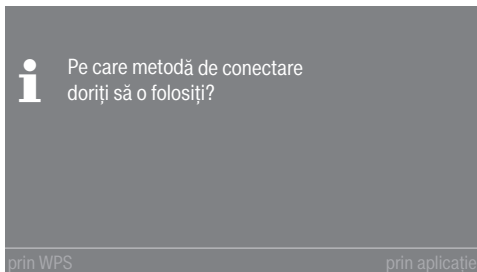 Pe care metodă de conectare
doriți să o folosiți?
prin WPS
prin aplicație